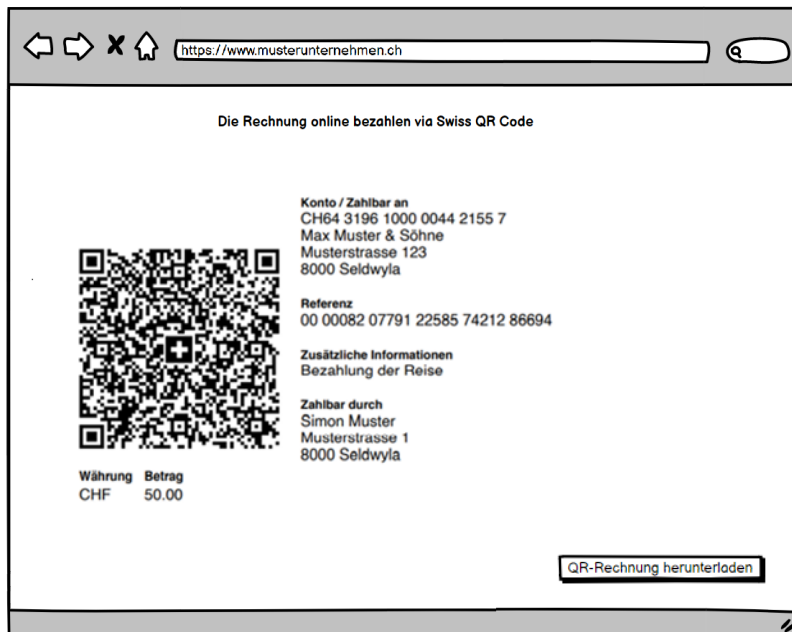 https://www.musterunternehmen.ch
Die Rechnung online bezahlen via Swiss QR Code
Konto / Zahlbar an
CH64 3196 1000 0044 2155 7
Max Muster & Söhne
Musterstrasse 123
8000 Seldwyla
Referenz
00 00082 07791 22585 74212 86694
Zusätzliche Informationen
Bezahlung der Reise
Zahlbar durch
Simon Muster
Musterstrasse 1
8000 Seldwyla
Währung Betrag
CHF 50.00
QR-Rechnung herunterladen